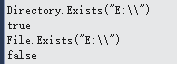 Directory.Exists("E:\\")
true
File.Exists("E:\\")
false